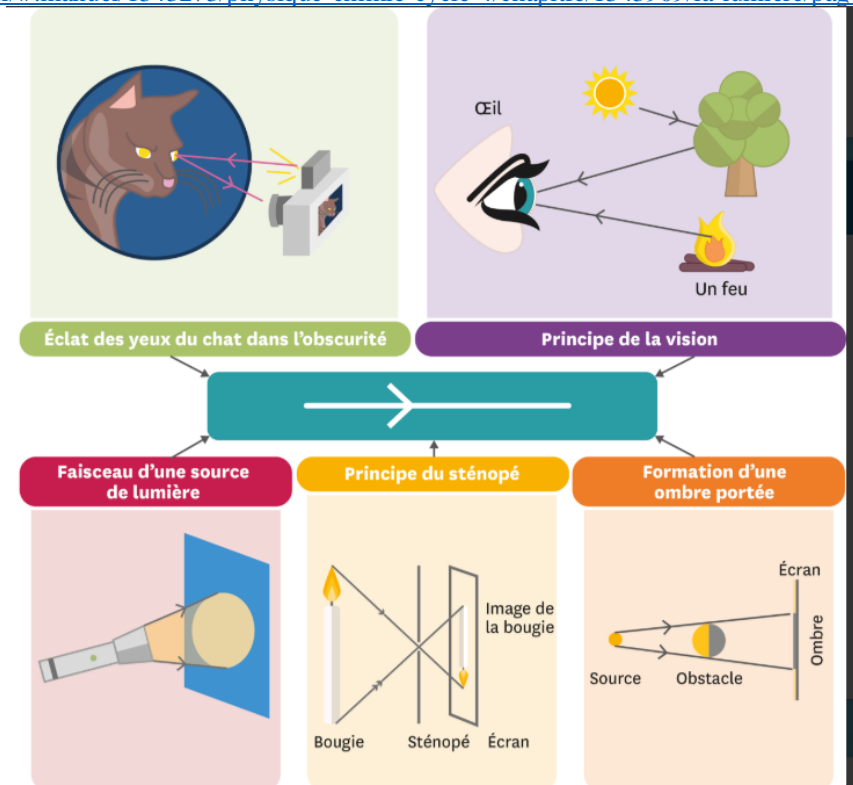 Œil
Un feu
Éclat des yeux du chat dans l'obscurité
Principe de la vision
Faisceau d'une source
de lumière
Principe du sténopé
Formation d'une
ombre portée
Image de
la bougie
Bougie
Sténopé
Écran
Écran
Ombre
Source
Obstacle